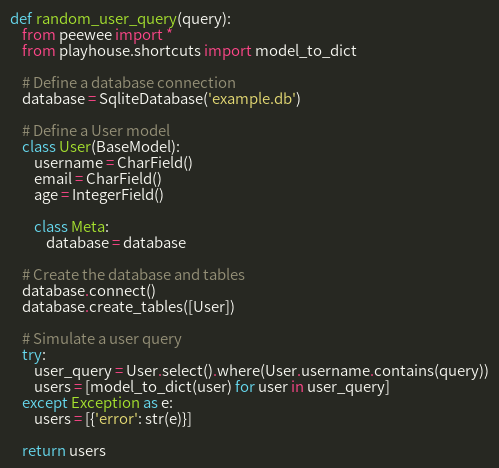 def random_user_query(query):
    from peewee import *
    from playhouse.shortcuts import model_to_dict

    # Define a database connection
    database = SqliteDatabase('example.db')

    # Define a User model
    class User(BaseModel):
        username = CharField()
        email = CharField()
        age = IntegerField()

        class Meta:
            database = database

    # Create the database and tables
    database.connect()
    database.create_tables([User])

    # Simulate a user query
    try:
        user_query = User.select().where(User.username.contains(query))
        users = [model_to_dict(user) for user in user_query]
    except Exception as e:
        users = [{'error': str(e)}]

    return users